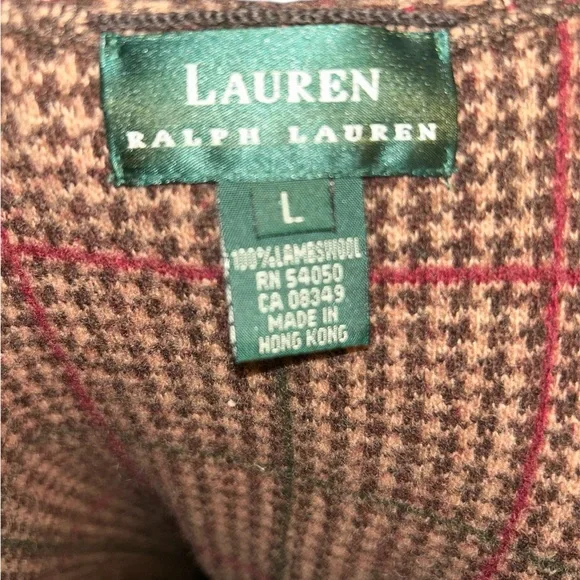 LAUREN
RALPH LAUREN
L
100% LAMBSWOOL
RN 54050
CA 08349
MADE IN
HONG KONG